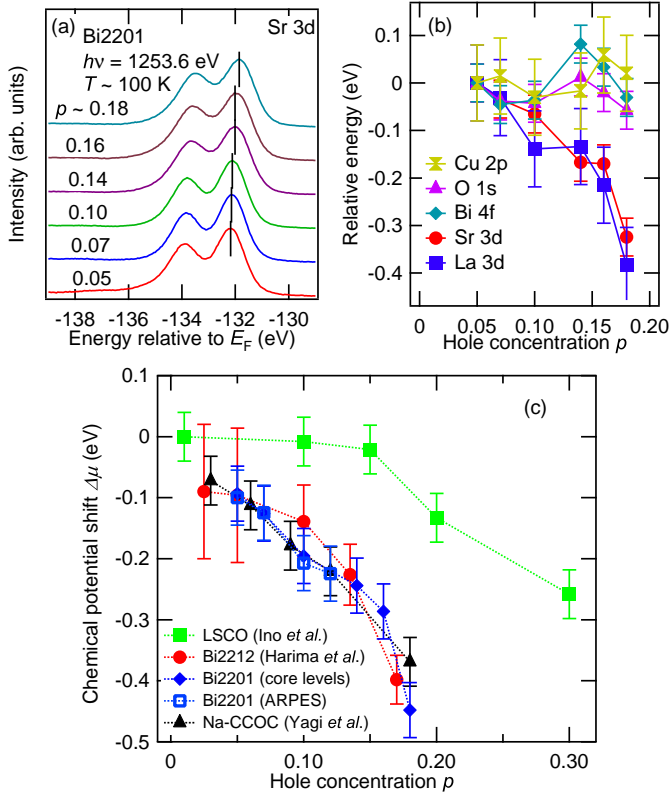 (a)
Sr 3d
Bi2201
hν = 1253.6 eV
T ~ 100 K
p ~ 0.18
0.16
0.14
0.10
0.07
0.05
Intensity (arb. units)
-138 -136 -134 -132 -130
Energy relative to E_F (eV)
(b)
0.1
0
-0.1
-0.2
-0.3
-0.4
Relative energy (eV)
Cu 2p
O 1s
Bi 4f
Sr 3d
La 3d
0 0.05 0.10 0.15 0.20
Hole concentration p
(c)
0.1
0
-0.1
-0.2
-0.3
-0.4
-0.5
Chemical potential shift Δμ (eV)
LSCO (Ino et al.)
Bi2212 (Harima et al.)
Bi2201 (core levels)
Bi2201 (ARPES)
Na-CCOC (Yagi et al.)
0 0.10 0.20 0.30
Hole concentration p